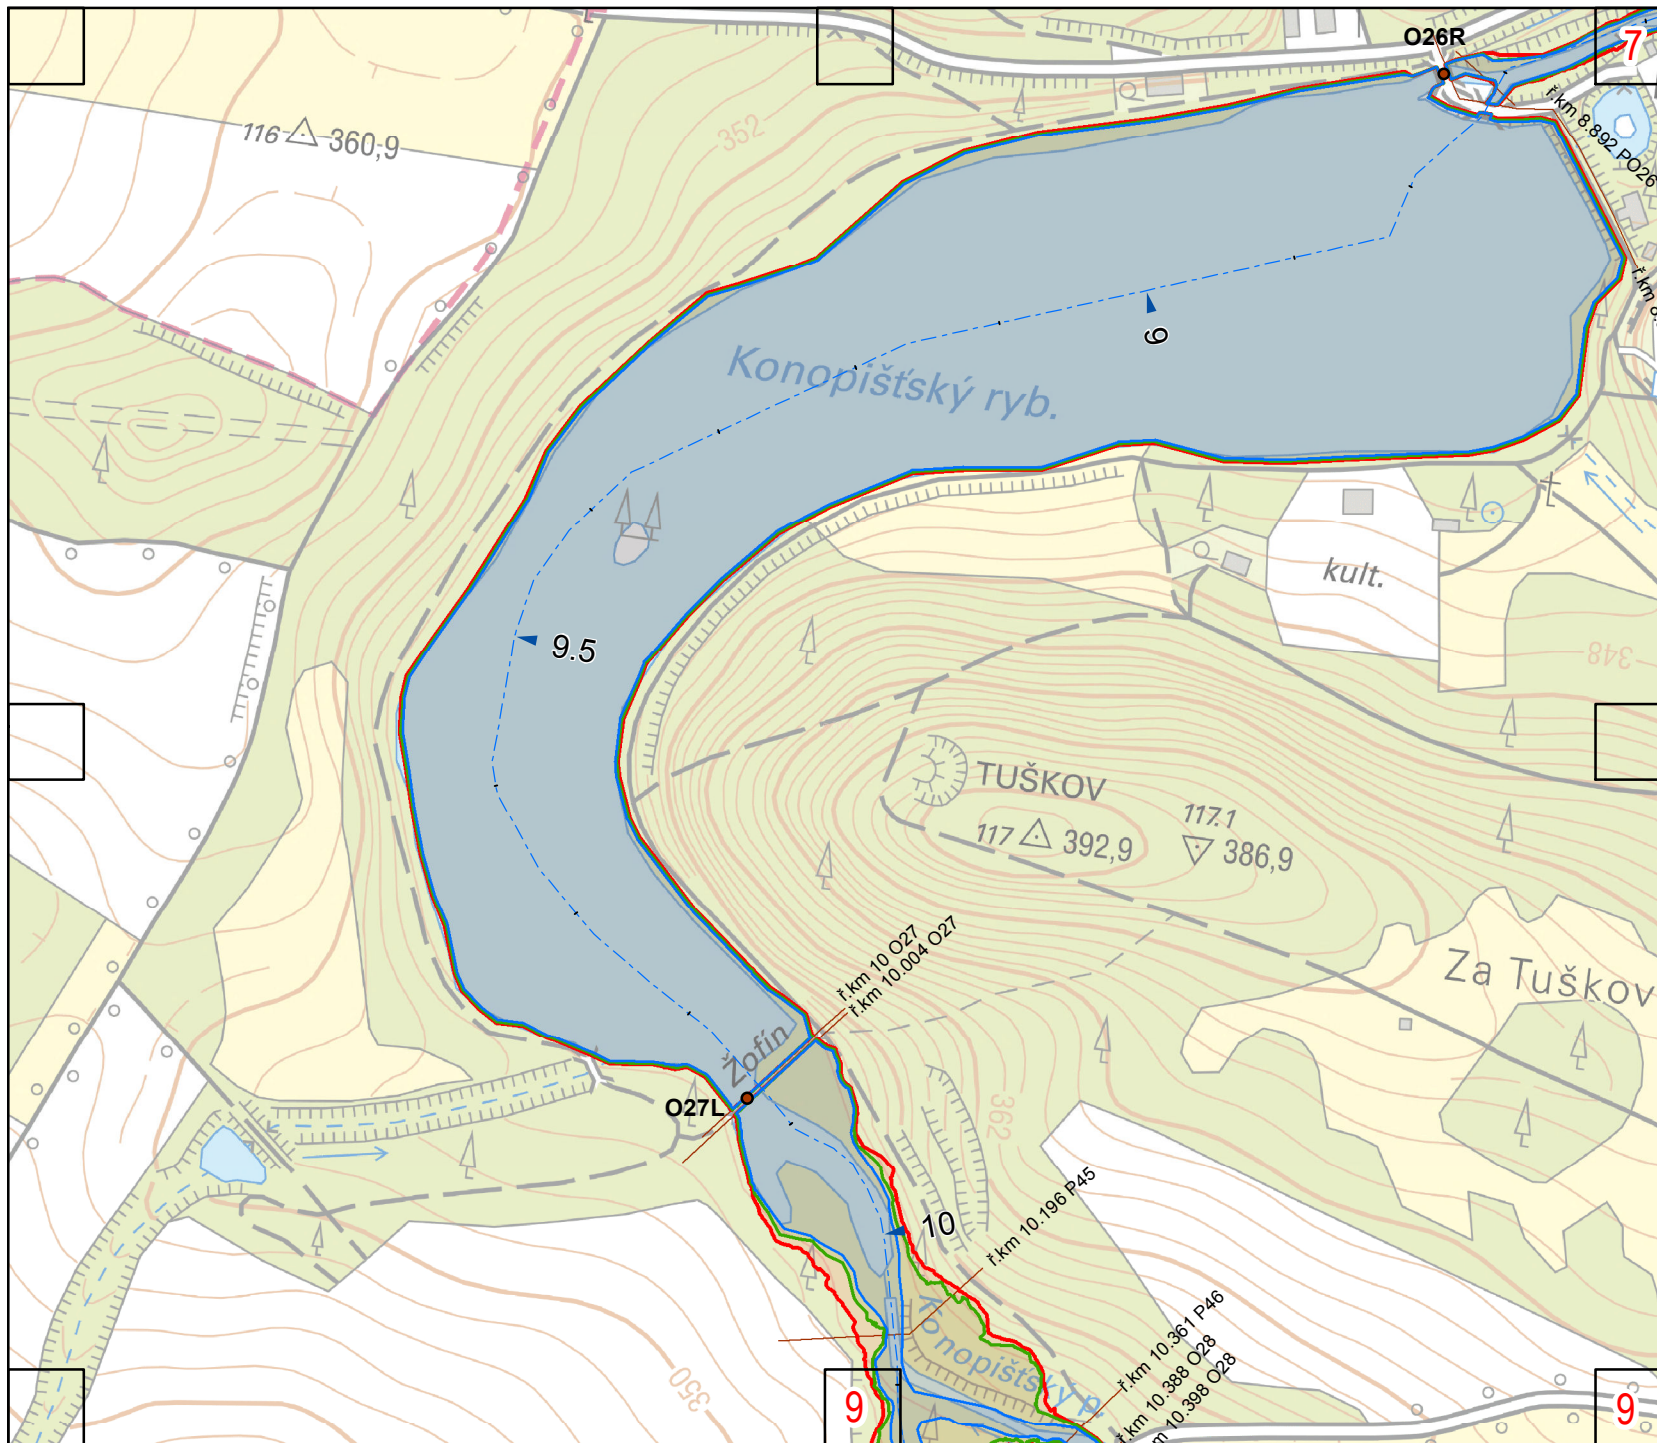 O26R
7
ř.km 8.892 PO26
ř.km 8.
116 360,9
352
9
Konopišťský ryb.
9.5
kult.
348
TUŠKOV
117 392,9
117.1
386,9
ř.km 10 O27
ř.km 10.004 O27
Za Tuškov
Žofín
O27L
362
10
ř.km 10.196 P45
Konopišťský p.
ř.km 10.361 P46
ř.km 10.388 O28
m 10.398 O28
350
9
9